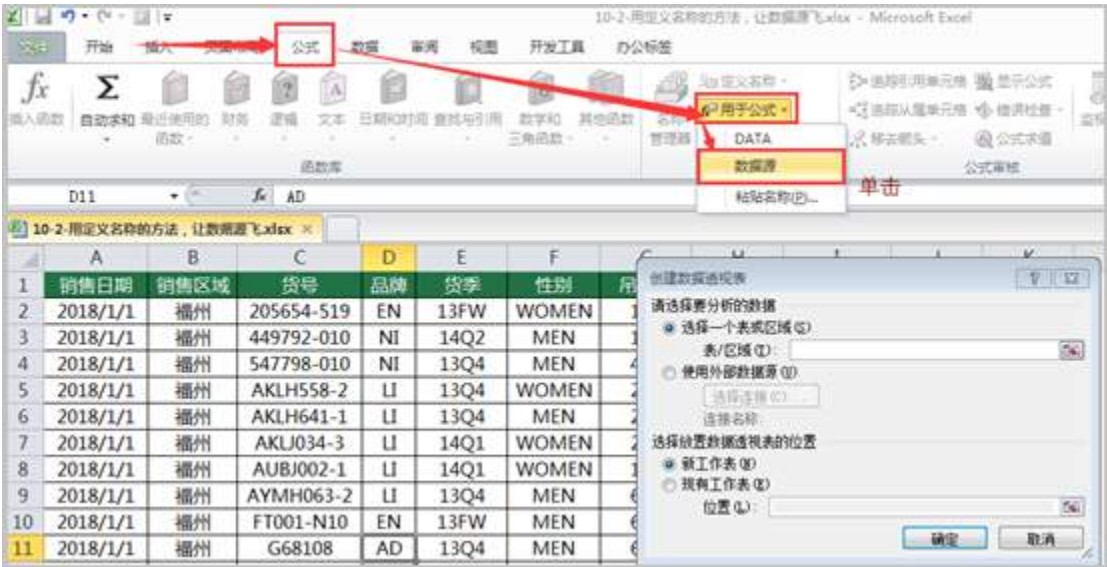 10-2-用定义名称的方法，让数据源飞.xlsx - Microsoft Excel
文件 开始 插入 页面布局 公式 数据 审阅 视图 开发工具 办公标签
插入函数 自动求和 最近使用的函数 财务 逻辑 文本 日期和时间 查找与引用 数学和三角函数 其他函数
名称管理器 定义名称 用于公式
追踪引用单元格 显示公式
追踪从属单元格 错误检查
移去箭头 公式求值
DATA
数据源
粘贴名称(P)...
函数库 公式审核
单击
D11 fx AD
10-2-用定义名称的方法，让数据源飞.xlsx
A B C D E F G H I J K
1 销售日期 销售区域 货号 品牌 货季 性别 吊
2 2018/1/1 福州 205654-519 EN 13FW WOMEN
3 2018/1/1 福州 449792-010 NI 14Q2 MEN
4 2018/1/1 福州 547798-010 NI 13Q4 MEN
5 2018/1/1 福州 AKLH558-2 LI 13Q4 WOMEN
6 2018/1/1 福州 AKLH641-1 LI 13Q4 MEN
7 2018/1/1 福州 AKLJ034-3 LI 14Q1 WOMEN
8 2018/1/1 福州 AUBJ002-1 LI 14Q1 WOMEN
9 2018/1/1 福州 AYMH063-2 LI 13Q4 MEN
10 2018/1/1 福州 FT001-N10 EN 13FW MEN
11 2018/1/1 福州 G68108 AD 13Q4 MEN
创建数据透视表
请选择要分析的数据
选择一个表或区域(S)
表/区域(T):
使用外部数据源(U)
选择连接(C)...
连接名称:
选择放置数据透视表的位置
新工作表(N)
现有工作表(E)
位置(L):
确定 取消